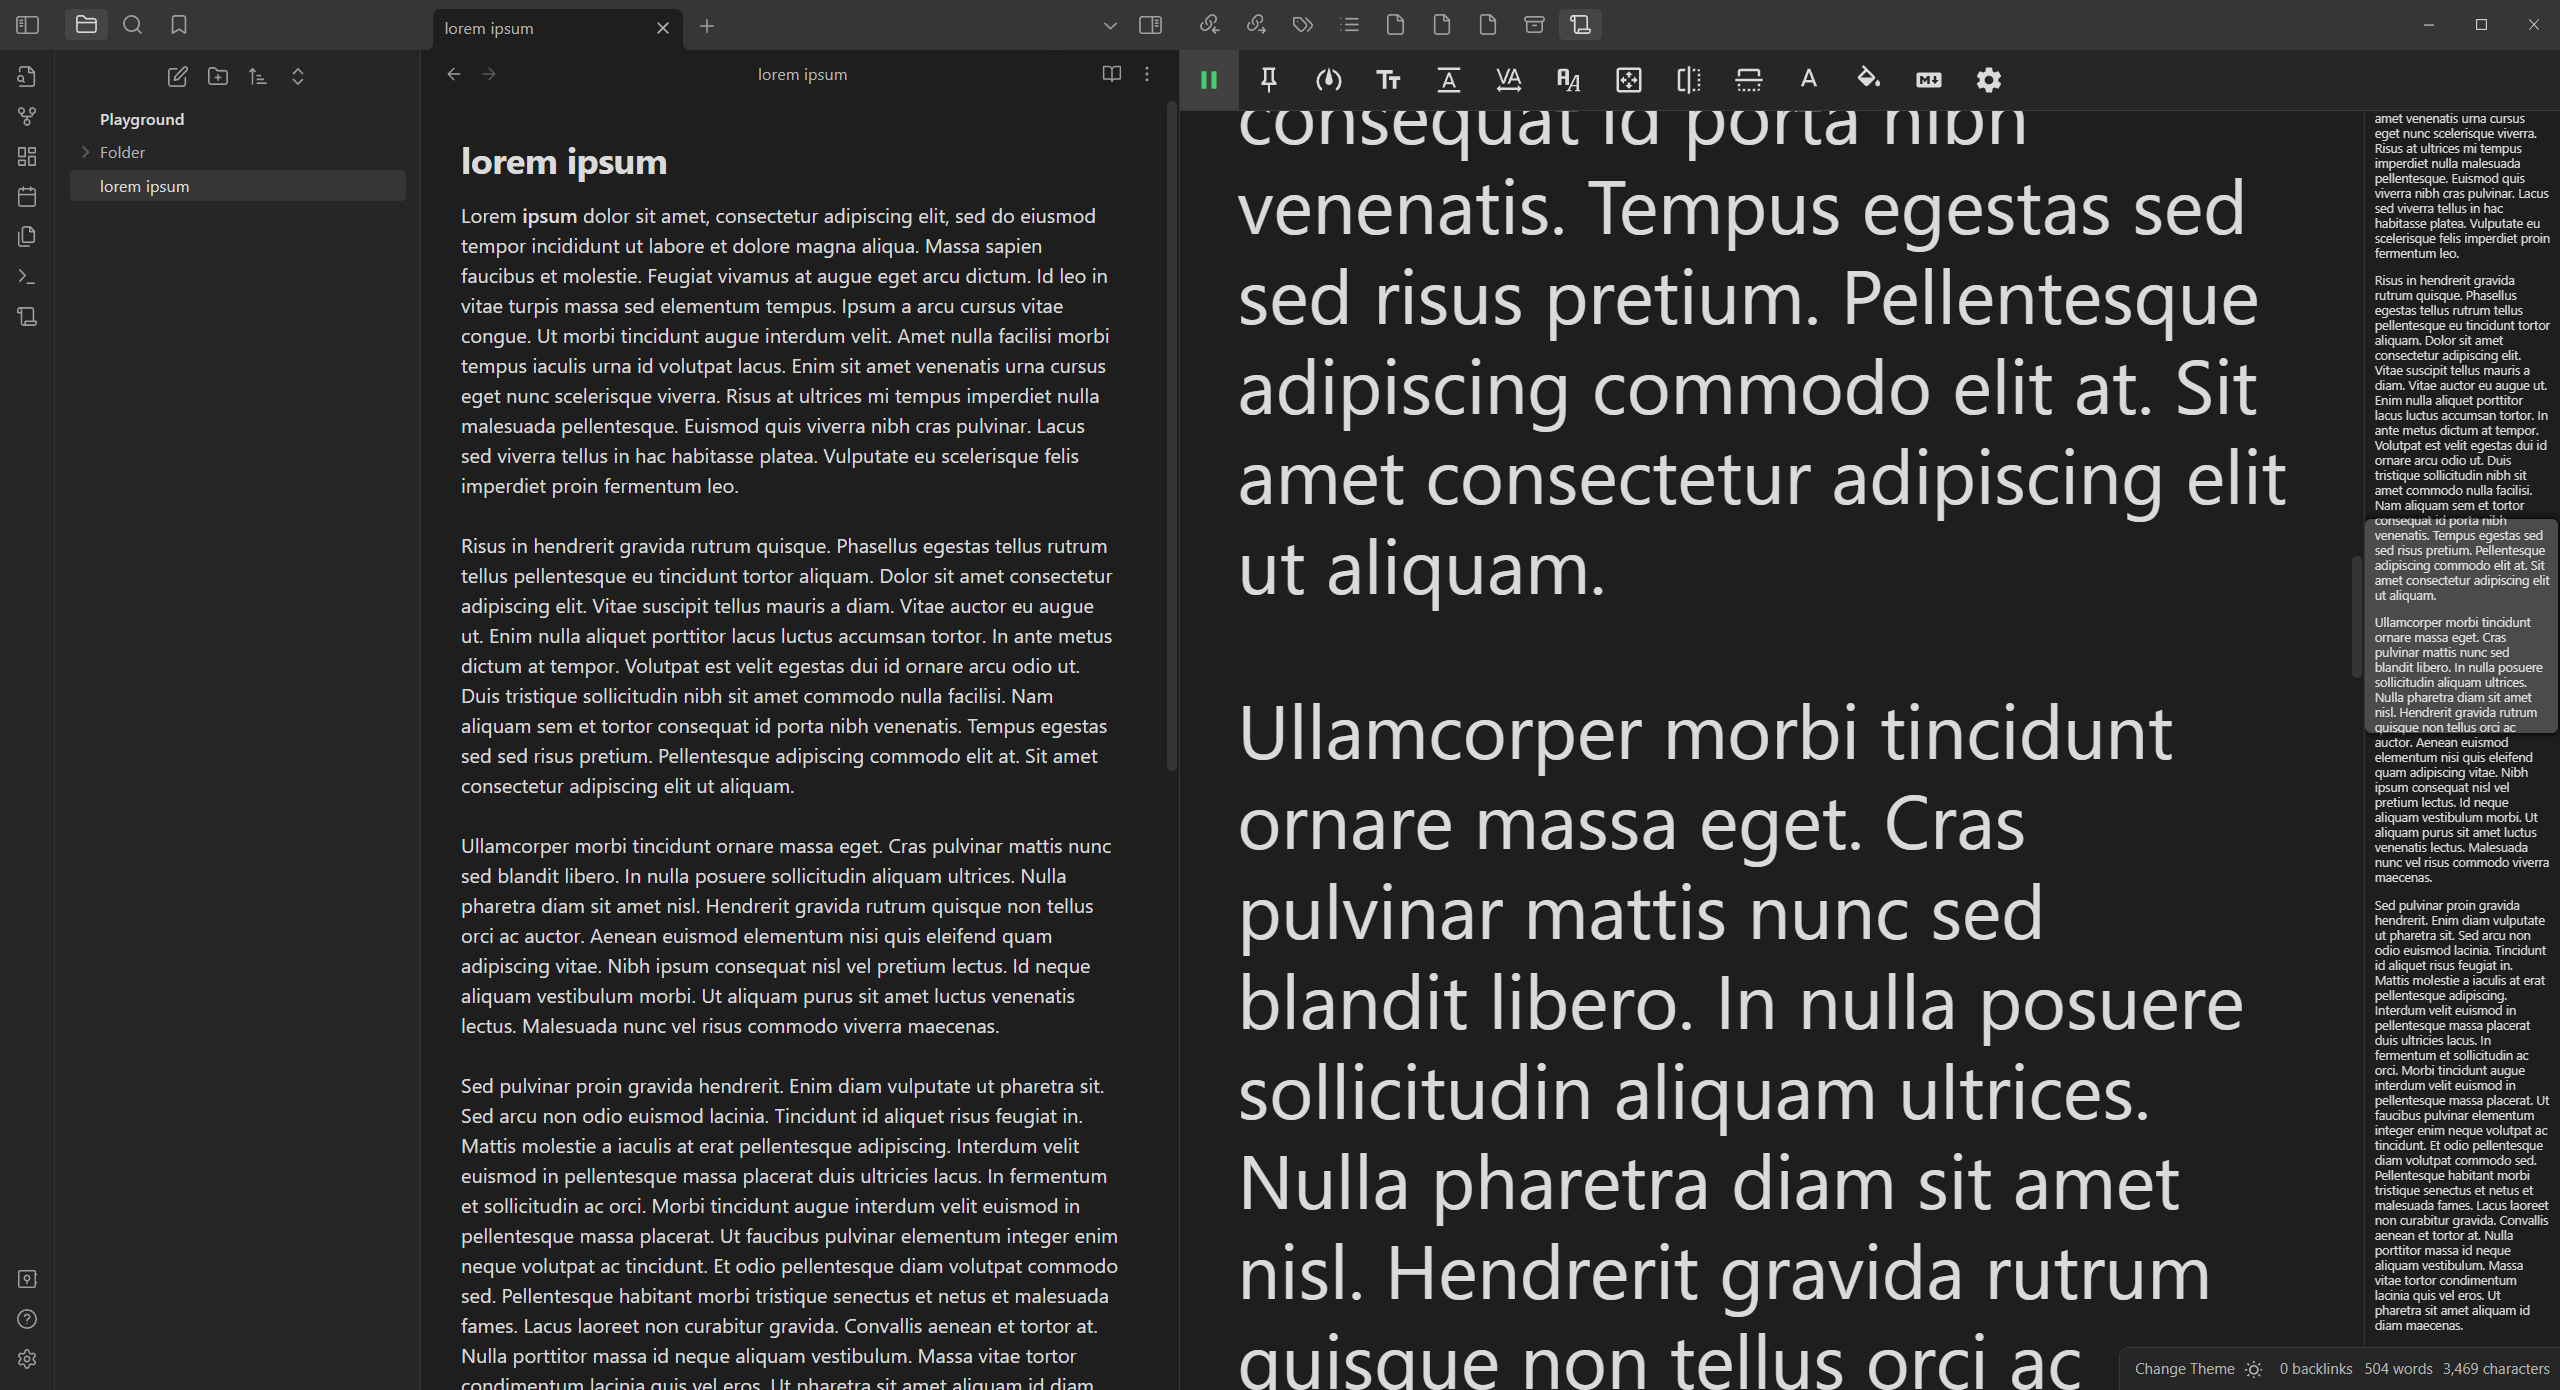 lorem ipsum
lorem ipsum
Playground
Folder
lorem ipsum
lorem ipsum
Lorem ipsum dolor sit amet, consectetur adipiscing elit, sed do eiusmod
tempor incididunt ut labore et dolore magna aliqua. Massa sapien
faucibus et molestie. Feugiat vivamus at augue eget arcu dictum. Id leo in
vitae turpis massa sed elementum tempus. Ipsum a arcu cursus vitae
congue. Ut morbi tincidunt augue interdum velit. Amet nulla facilisi morbi
tempus iaculis urna id volutpat lacus. Enim sit amet venenatis urna cursus
eget nunc scelerisque viverra. Risus at ultrices mi tempus imperdiet nulla
malesuada pellentesque. Euismod quis viverra nibh cras pulvinar. Lacus
sed viverra tellus in hac habitasse platea. Vulputate eu scelerisque felis
imperdiet proin fermentum leo.
Risus in hendrerit gravida rutrum quisque. Phasellus egestas tellus rutrum
tellus pellentesque eu tincidunt tortor aliquam. Dolor sit amet consectetur
adipiscing elit. Vitae suscipit tellus mauris a diam. Vitae auctor eu augue
ut. Enim nulla aliquet porttitor lacus luctus accumsan tortor. In ante metus
dictum at tempor. Volutpat est velit egestas dui id ornare arcu odio ut.
Duis tristique sollicitudin nibh sit amet commodo nulla facilisi. Nam
aliquam sem et tortor consequat id porta nibh venenatis. Tempus egestas
sed sed risus pretium. Pellentesque adipiscing commodo elit at. Sit amet
consectetur adipiscing elit ut aliquam.
Ullamcorper morbi tincidunt ornare massa eget. Cras pulvinar mattis nunc
sed blandit libero. In nulla posuere sollicitudin aliquam ultrices. Nulla
pharetra diam sit amet nisl. Hendrerit gravida rutrum quisque non tellus
orci ac auctor. Aenean euismod elementum nisi quis eleifend quam
adipiscing vitae. Nibh ipsum consequat nisl vel pretium lectus. Id neque
aliquam vestibulum morbi. Ut aliquam purus sit amet luctus venenatis
lectus. Malesuada nunc vel risus commodo viverra maecenas.
Sed pulvinar proin gravida hendrerit. Enim diam vulputate ut pharetra sit.
Sed arcu non odio euismod lacinia. Tincidunt id aliquet risus feugiat in.
Mattis molestie a iaculis at erat pellentesque adipiscing. Interdum velit
euismod in pellentesque massa placerat duis ultricies lacus. In fermentum
et sollicitudin ac orci. Morbi tincidunt augue interdum velit euismod in
pellentesque massa placerat. Ut faucibus pulvinar elementum integer enim
neque volutpat ac tincidunt. Et odio pellentesque diam volutpat commodo
sed. Pellentesque habitant morbi tristique senectus et netus et malesuada
fames. Lacus laoreet non curabitur gravida. Convallis aenean et tortor at.
Nulla porttitor massa id neque aliquam vestibulum. Massa vitae tortor
condimentum lacinia quis vel eros. Ut pharetra sit amet aliquam id diam
consequat id porta nibh
venenatis. Tempus egestas sed
sed risus pretium. Pellentesque
adipiscing commodo elit at. Sit
amet consectetur adipiscing elit
ut aliquam.
Ullamcorper morbi tincidunt
ornare massa eget. Cras
pulvinar mattis nunc sed
blandit libero. In nulla posuere
sollicitudin aliquam ultrices.
Nulla pharetra diam sit amet
nisl. Hendrerit gravida rutrum
quisque non tellus orci ac
amet venenatis urna cursus
eget nunc scelerisque viverra.
Risus at ultrices mi tempus
imperdiet nulla malesuada
pellentesque. Euismod quis
viverra nibh cras pulvinar. Lacus
sed viverra tellus in hac
habitasse platea. Vulputate eu
scelerisque felis imperdiet proin
fermentum leo.
Risus in hendrerit gravida
rutrum quisque. Phasellus
egestas tellus rutrum tellus
pellentesque eu tincidunt tortor
aliquam. Dolor sit amet
consectetur adipiscing elit.
Vitae suscipit tellus mauris a
diam. Vitae auctor eu augue ut.
Enim nulla aliquet porttitor
lacus luctus accumsan tortor. In
ante metus dictum at tempor.
Volutpat est velit egestas dui id
ornare arcu odio ut. Duis
tristique sollicitudin nibh sit
amet commodo nulla facilisi.
Nam aliquam sem et tortor
consequat id porta nibh
venenatis. Tempus egestas sed
sed risus pretium. Pellentesque
adipiscing commodo elit at. Sit
amet consectetur adipiscing elit
ut aliquam.
Ullamcorper morbi tincidunt
ornare massa eget. Cras
pulvinar mattis nunc sed
blandit libero. In nulla posuere
sollicitudin aliquam ultrices.
Nulla pharetra diam sit amet
nisl. Hendrerit gravida rutrum
quisque non tellus orci ac
auctor. Aenean euismod
elementum nisi quis eleifend
quam adipiscing vitae. Nibh
ipsum consequat nisl vel
pretium lectus. Id neque
aliquam vestibulum morbi. Ut
aliquam purus sit amet luctus
venenatis lectus. Malesuada
nunc vel risus commodo viverra
maecenas.
Sed pulvinar proin gravida
hendrerit. Enim diam vulputate
ut pharetra sit. Sed arcu non
odio euismod lacinia. Tincidunt
id aliquet risus feugiat in.
Mattis molestie a iaculis at erat
pellentesque adipiscing.
Interdum velit euismod in
pellentesque massa placerat
duis ultricies lacus. In
fermentum et sollicitudin ac
orci. Morbi tincidunt augue
interdum velit euismod in
pellentesque massa placerat. Ut
faucibus pulvinar elementum
integer enim neque volutpat ac
tincidunt. Et odio pellentesque
diam volutpat commodo sed.
Pellentesque habitant morbi
tristique senectus et netus et
malesuada fames. Lacus laoreet
non curabitur gravida. Convallis
aenean et tortor at. Nulla
porttitor massa id neque
aliquam vestibulum. Massa
vitae tortor condimentum
lacinia quis vel eros. Ut
pharetra sit amet aliquam id
diam maecenas.
Change Theme 0 backlinks 504 words 3,469 characters